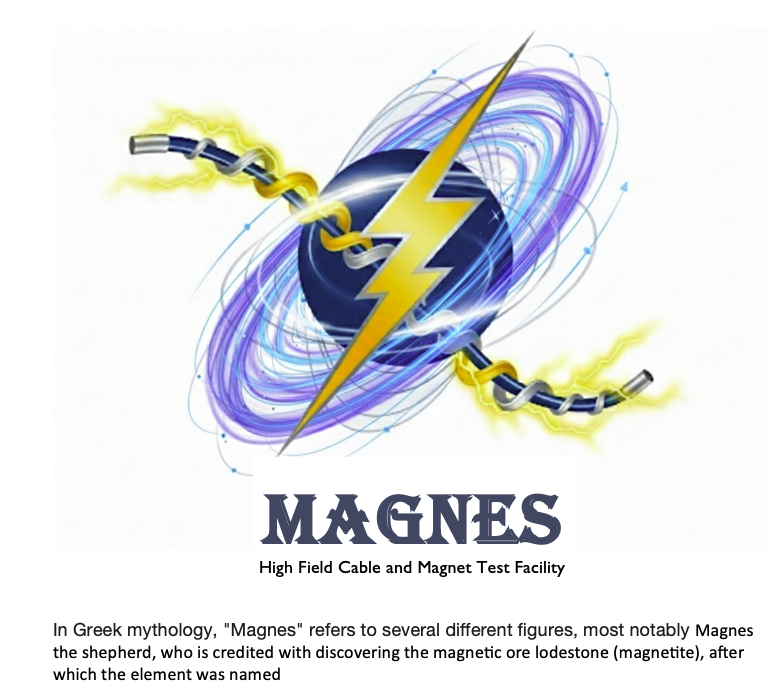 MAGNES
High Field Cable and Magnet Test Facility
In Greek mythology, "Magnes" refers to several different figures, most notably Magnes
the shepherd, who is credited with discovering the magnetic ore lodestone (magnetite), after
which the element was named